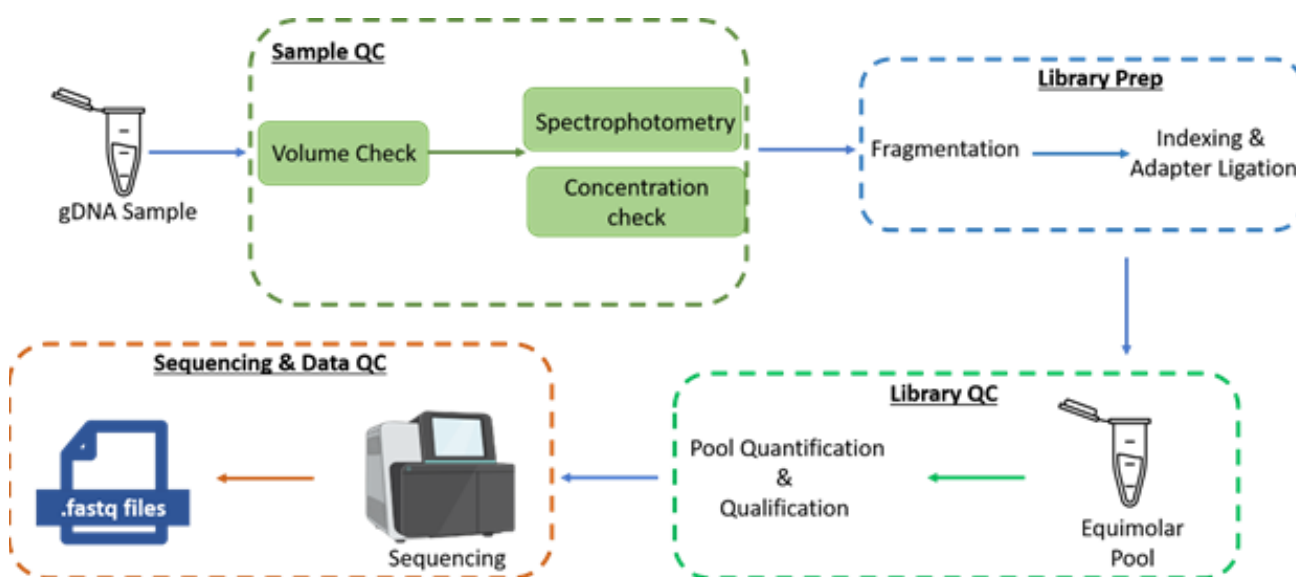 Sample QC
Volume Check
Spectrophotometry
Concentration
check
gDNA Sample
Library Prep
Fragmentation
Indexing &
Adapter Ligation
Library QC
Equimolar
Pool
Pool Quantification
&
Qualification
Sequencing & Data QC
Sequencing
.fastq files